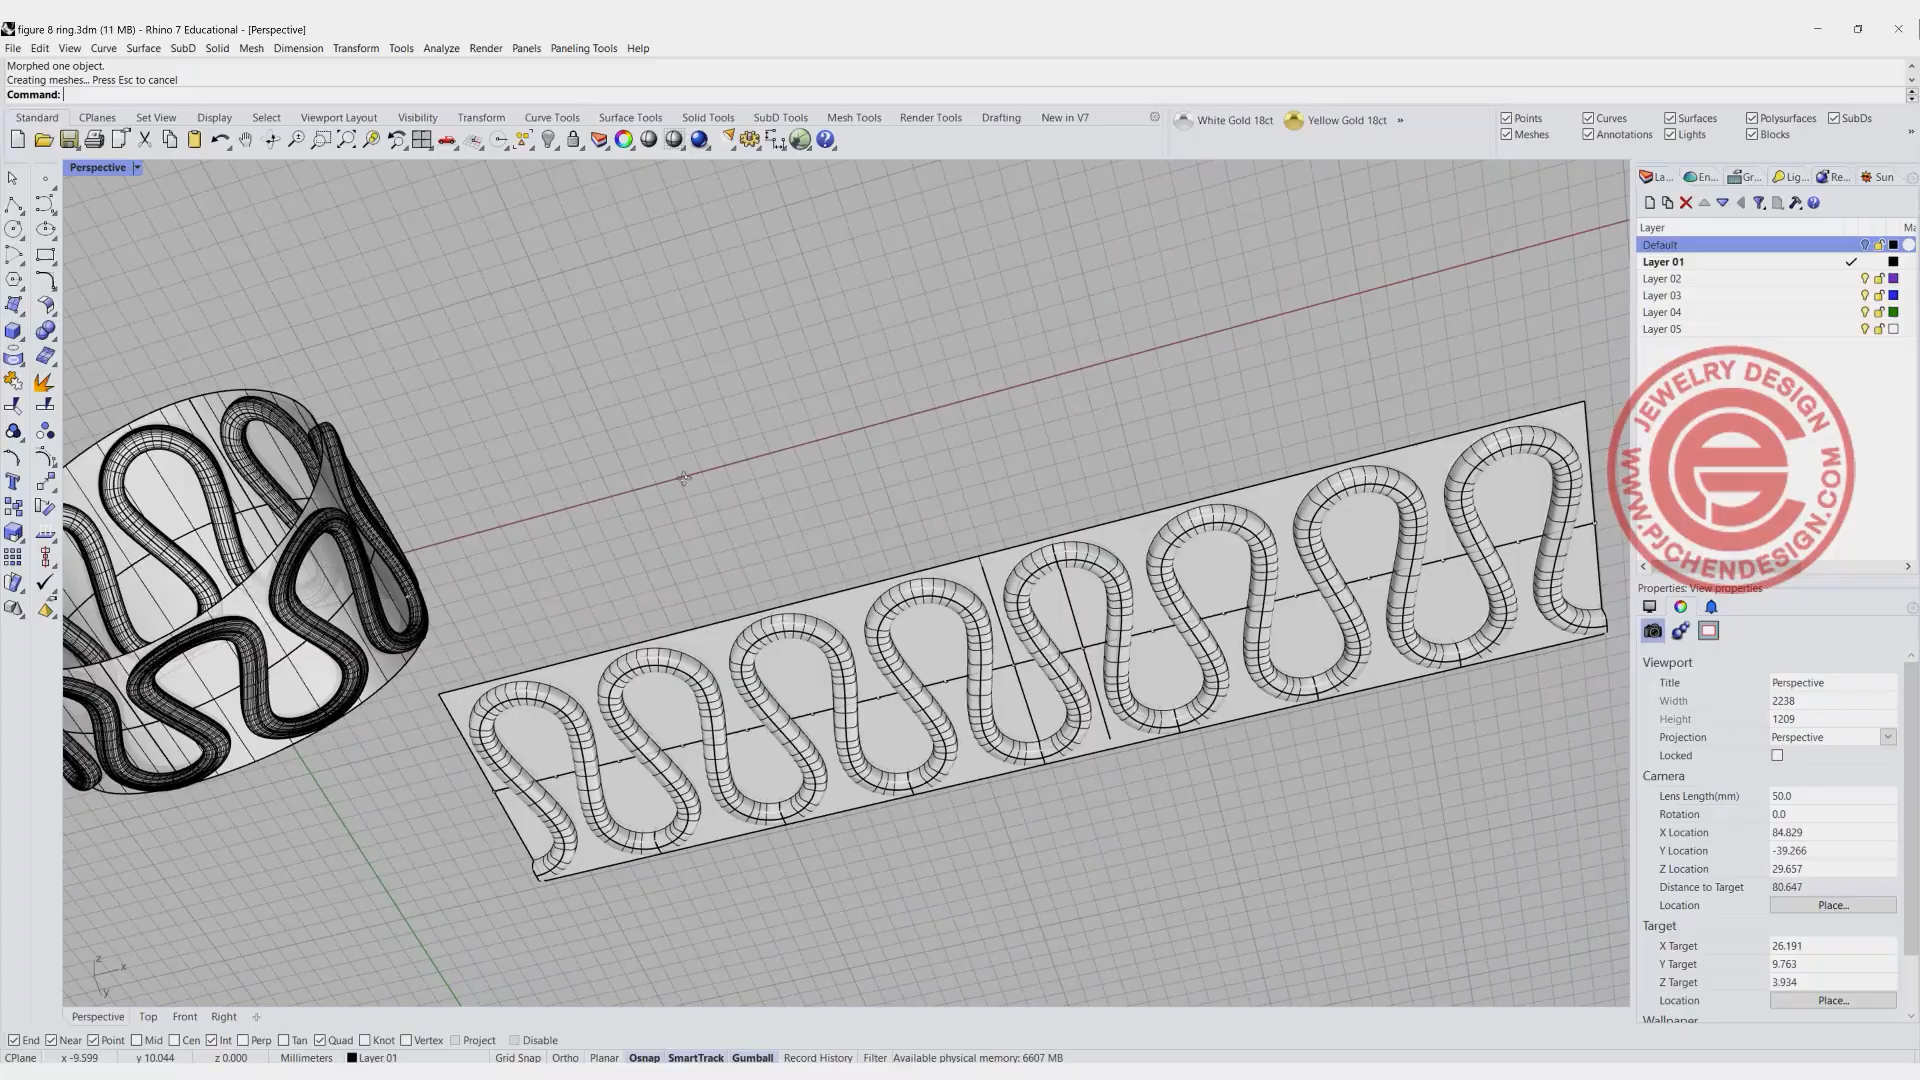 figure 8 ring.3dm (11 MB) - Rhino 7 Educational - [Perspective]
File Edit View Curve Surface SubD Solid Mesh Dimension Transform Tools Analyze Render Panels Paneling Tools Help
Morphed one object.
Creating meshes... Press Esc to cancel
Command:
Standard CPlanes Set View Display Select Viewport Layout Visibility Transform Curve Tools Surface Tools Solid Tools SubD Tools Mesh Tools Render Tools Drafting New in V7
White Gold 18ct Yellow Gold 18ct »
Points Curves Surfaces Polysurfaces SubDs
Meshes Annotations Lights Blocks
Perspective
La... En... Gr... Lig... Re... Sun
Layer Ma
Default
Layer 01
Layer 02
Layer 03
Layer 04
Layer 05
JEWELRY DESIGN
WWW.PJCHENDESIGN.COM
Properties: View properties
Viewport
Title Perspective
Width 2238
Height 1209
Projection Perspective
Locked
Camera
Lens Length(mm) 50.0
Rotation 0.0
X Location 84.829
Y Location -39.266
Z Location 29.657
Distance to Target 80.647
Location Place...
Target
X Target 26.191
Y Target 9.763
Z Target 3.934
Location Place...
Wallpaper
z
x
y
Perspective Top Front Right
End Near Point Mid Cen Int Perp Tan Quad Knot Vertex Project Disable
CPlane x -9.599 y 10.044 z 0.000 Millimeters Layer 01 Grid Snap Ortho Planar Osnap SmartTrack Gumball Record History Filter Available physical memory: 6607 MB